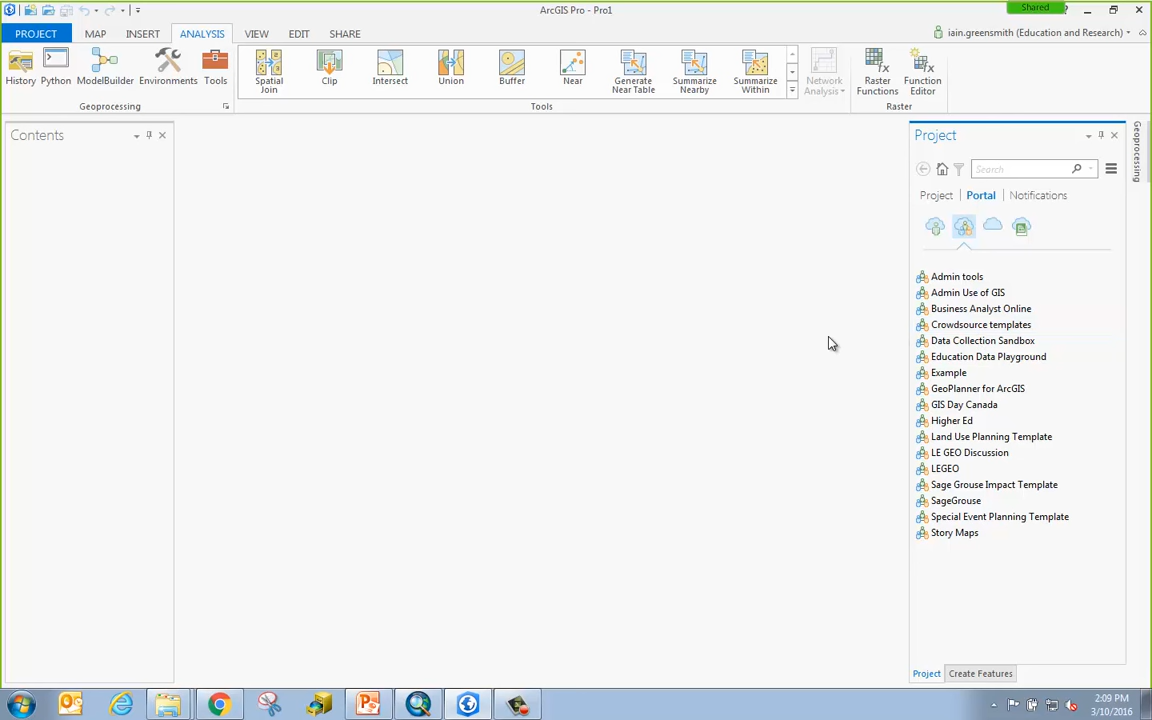 ArcGIS Pro - Pro1
Shared
?
PROJECT MAP INSERT ANALYSIS VIEW EDIT SHARE
iain.greensmith (Education and Research)
History Python ModelBuilder Environments Tools
Spatial Join
Clip
Intersect
Union
Buffer
Near
Generate Near Table
Summarize Nearby
Summarize Within
Network Analysis
Raster Functions
Function Editor
Geoprocessing
Tools
Raster
Contents
Project
Geoprocessing
Search
Project Portal Notifications
Admin tools
Admin Use of GIS
Business Analyst Online
Crowdsource templates
Data Collection Sandbox
Education Data Playground
Example
GeoPlanner for ArcGIS
GIS Day Canada
Higher Ed
Land Use Planning Template
LE GEO Discussion
LEGEO
Sage Grouse Impact Template
SageGrouse
Special Event Planning Template
Story Maps
Project Create Features
2:09 PM
3/10/2016